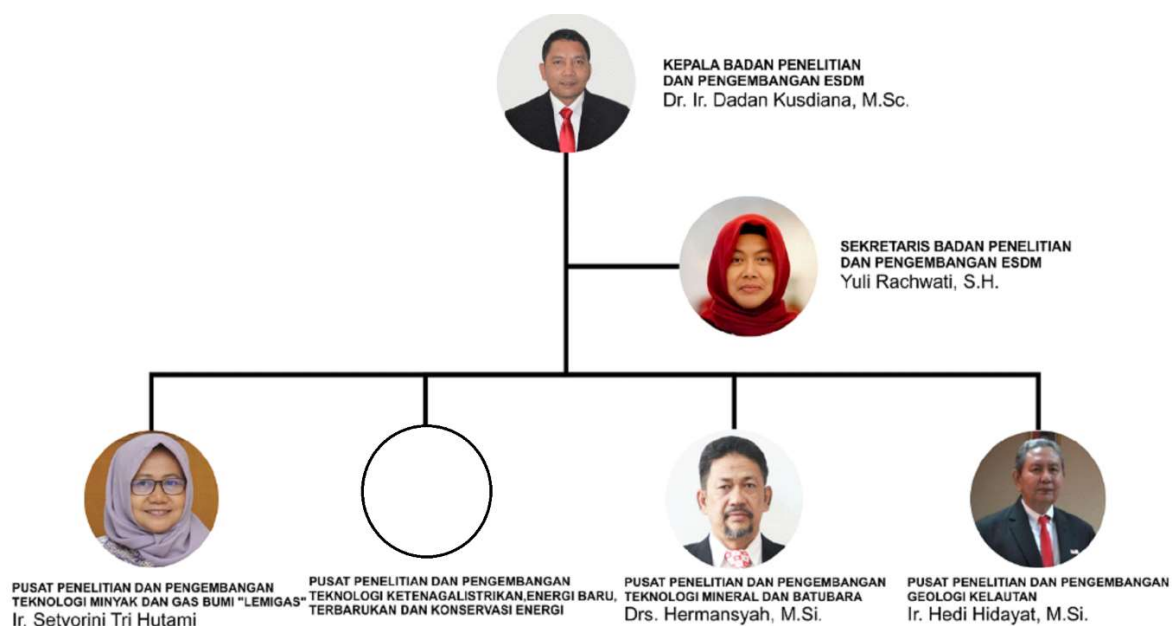 KEPALA BADAN PENELITIAN
DAN PENGEMBANGAN ESDM
Dr. Ir. Dadan Kusdiana, M.Sc.
SEKRETARIS BADAN PENELITIAN
DAN PENGEMBANGAN ESDM
Yuli Rachwati, S.H.
PUSAT PENELITIAN DAN PENGEMBANGAN
TEKNOLOGI MINYAK DAN GAS BUMI "LEMIGAS"
Ir. Setyorini Tri Hutami
PUSAT PENELITIAN DAN PENGEMBANGAN
TEKNOLOGI KETENAGALISTRIKAN,ENERGI BARU,
TERBARUKAN DAN KONSERVASI ENERGI
PUSAT PENELITIAN DAN PENGEMBANGAN
TEKNOLOGI MINERAL DAN BATUBARA
Drs. Hermansyah, M.Si.
PUSAT PENELITIAN DAN PENGEMBANGAN
GEOLOGI KELAUTAN
Ir. Hedi Hidayat, M.Si.